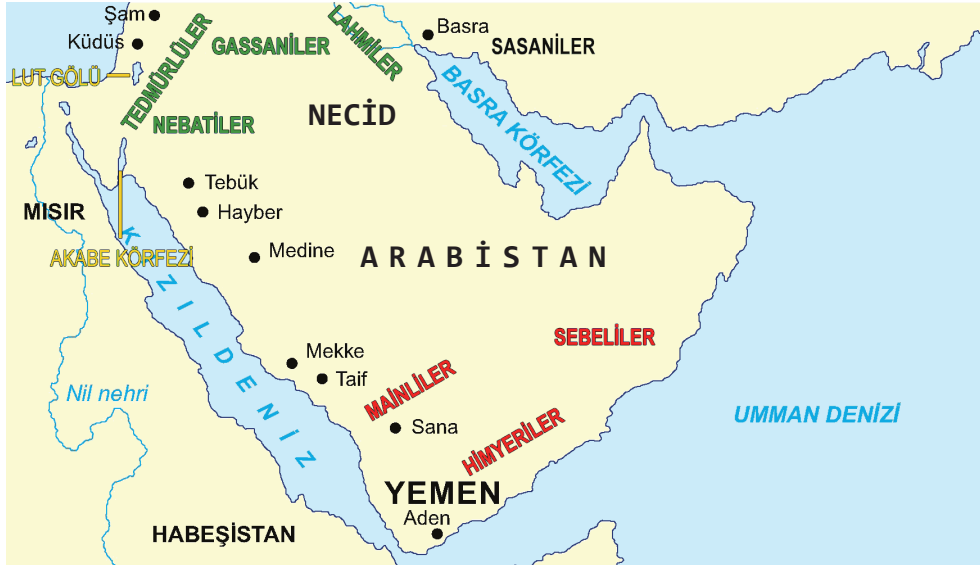 Şam
Küdüs
LUT GÖLÜ
TEDMÜRLÜLER
GASSANİLER
LAHMİLER
Basra
SASANİLER
NEBATİLER
NECİD
BASRA KÖRFEZİ
Tebük
Hayber
MISIR
AKABE KÖRFEZİ
Medine
ARABİSTAN
KIZILDENİZ
Mekke
Taif
SEBELİLER
MAİNLİLER
Nil nehri
Sana
HİMYERİLER
UMMAN DENİZİ
YEMEN
Aden
HABEŞİSTAN